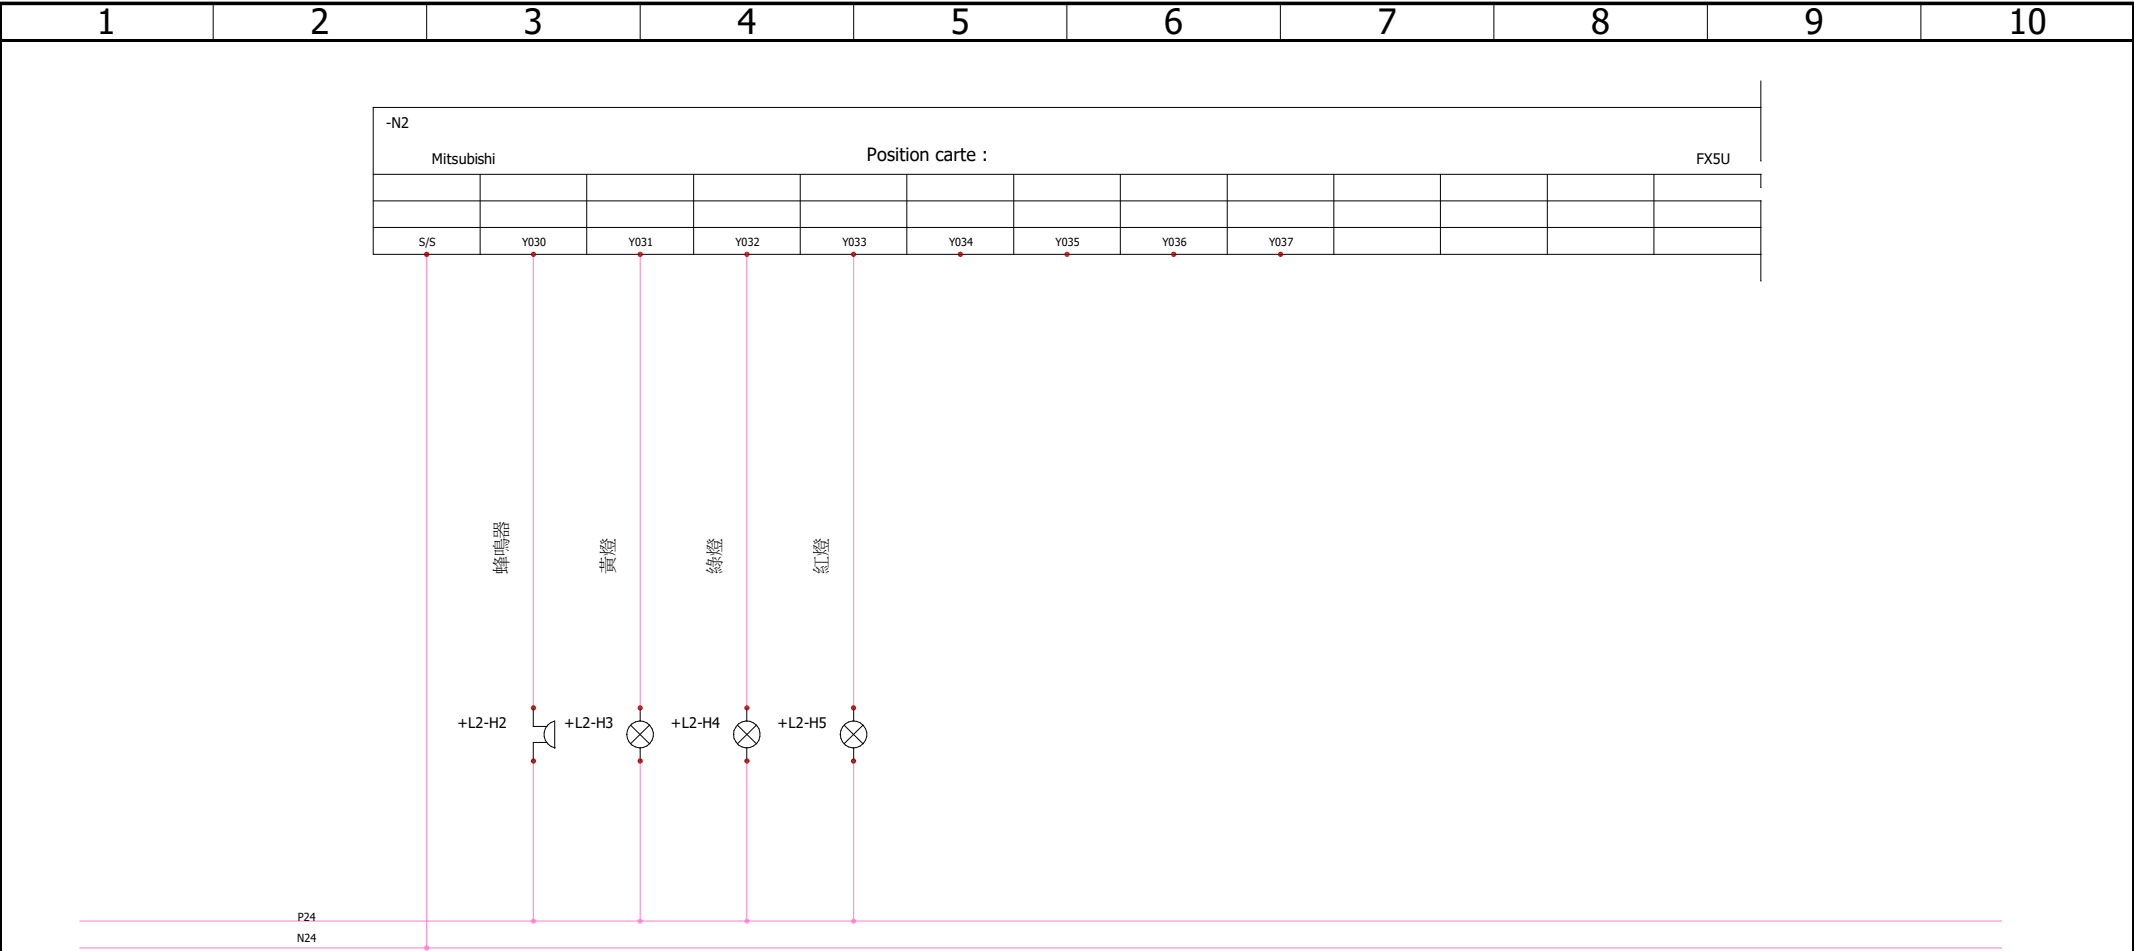 1 2 3 4 5 6 7 8 9 10
-N2
Mitsubishi Position carte : FX5U
S/S Y030 Y031 Y032 Y033 Y034 Y035 Y036 Y037
蜂鳴器
黃燈
綠燈
紅燈
+L2-H2 +L2-H3 +L2-H4 +L2-H5
P24
N24